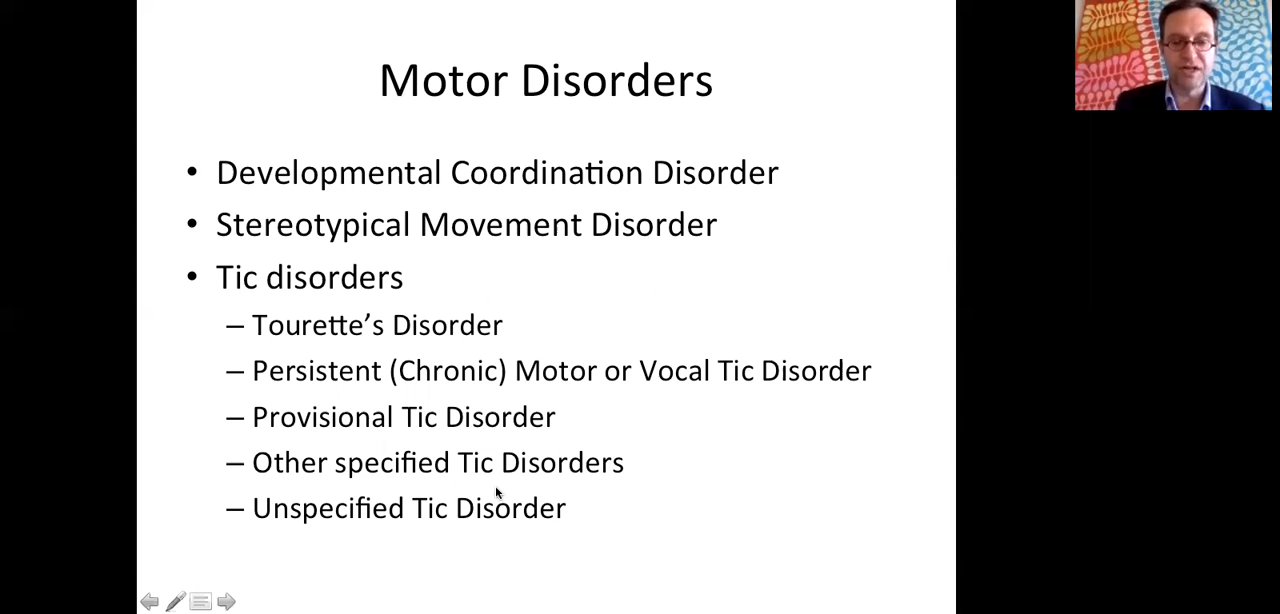 Motor Disorders
• Developmental Coordination Disorder
• Stereotypical Movement Disorder
• Tic disorders
– Tourette’s Disorder
– Persistent (Chronic) Motor or Vocal Tic Disorder
– Provisional Tic Disorder
– Other specified Tic Disorders
– Unspecified Tic Disorder